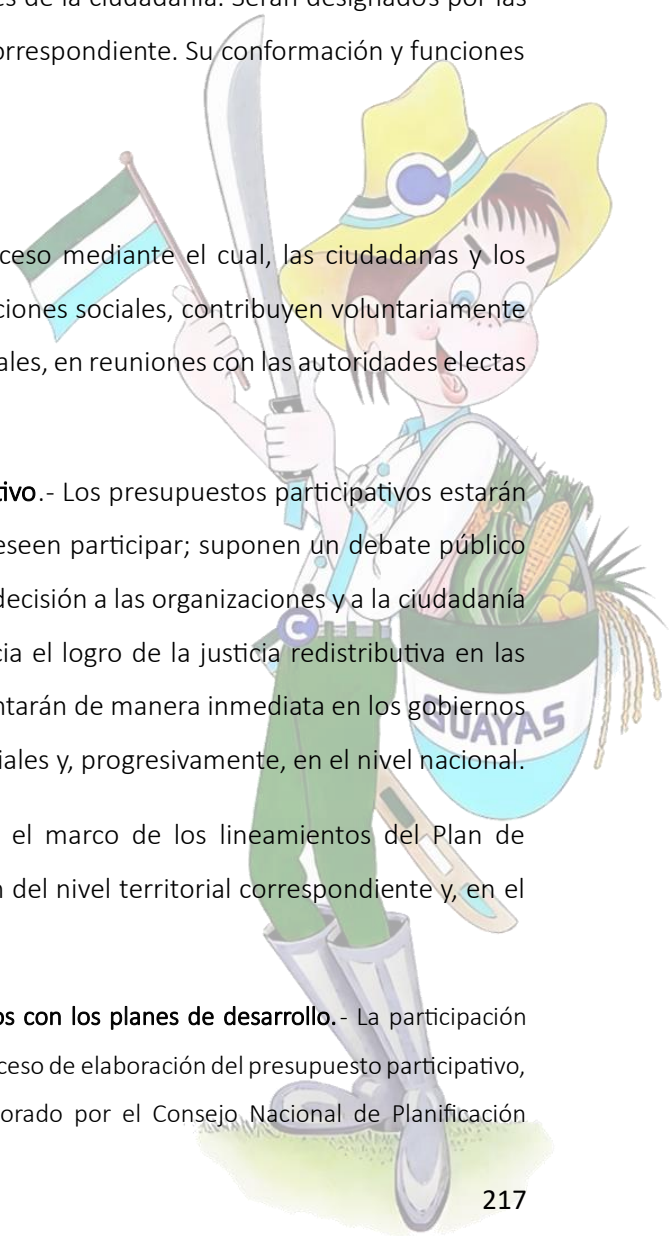 es de la ciudadanía. Serán designados por las
orrespondiente. Su conformación y funciones
ceso mediante el cual, las ciudadanas y los
ciones sociales, contribuyen voluntariamente
ales, en reuniones con las autoridades electas
tivo.- Los presupuestos participativos estarán
eseen participar; suponen un debate público
decisión a las organizaciones y a la ciudadanía
C
cia el logro de la justicia redistributiva en las
ntarán de manera inmediata en los gobiernos
GUAYAS
iales y, progresivamente, en el nivel nacional.
el marco de los lineamientos del Plan de
n del nivel territorial correspondiente y, en el
os con los planes de desarrollo.- La participación
ceso de elaboración del presupuesto participativo,
orado por el Consejo Nacional de Planificación
217